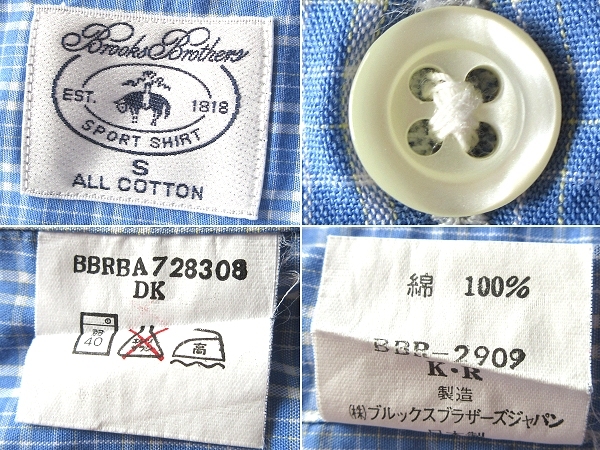 Brooks Brothers
EST. 1818
SPORT SHIRT
S
ALL COTTON
BBRBA728308
DK
40
高
綿 100%
BBR-2909
K・R
製造
㈱ブルックスブラザーズジャパン